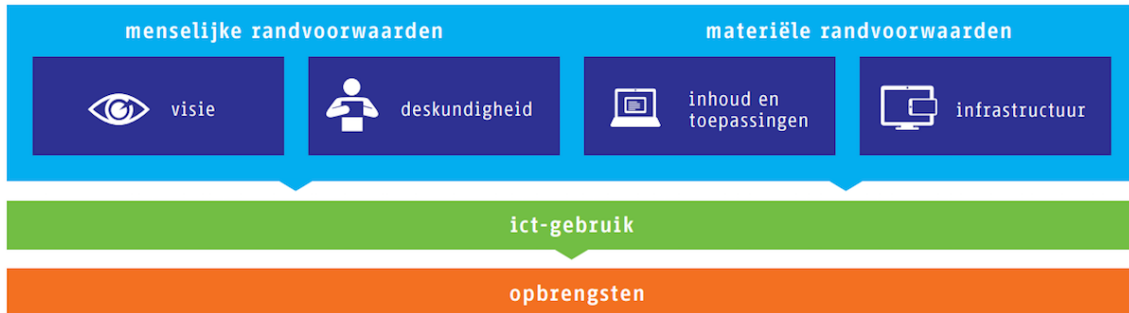 menselijke randvoorwaarden
materiële randvoorwaarden
visie
deskundigheid
inhoud en
toepassingen
infrastructuur
ict-gebruik
opbrengsten